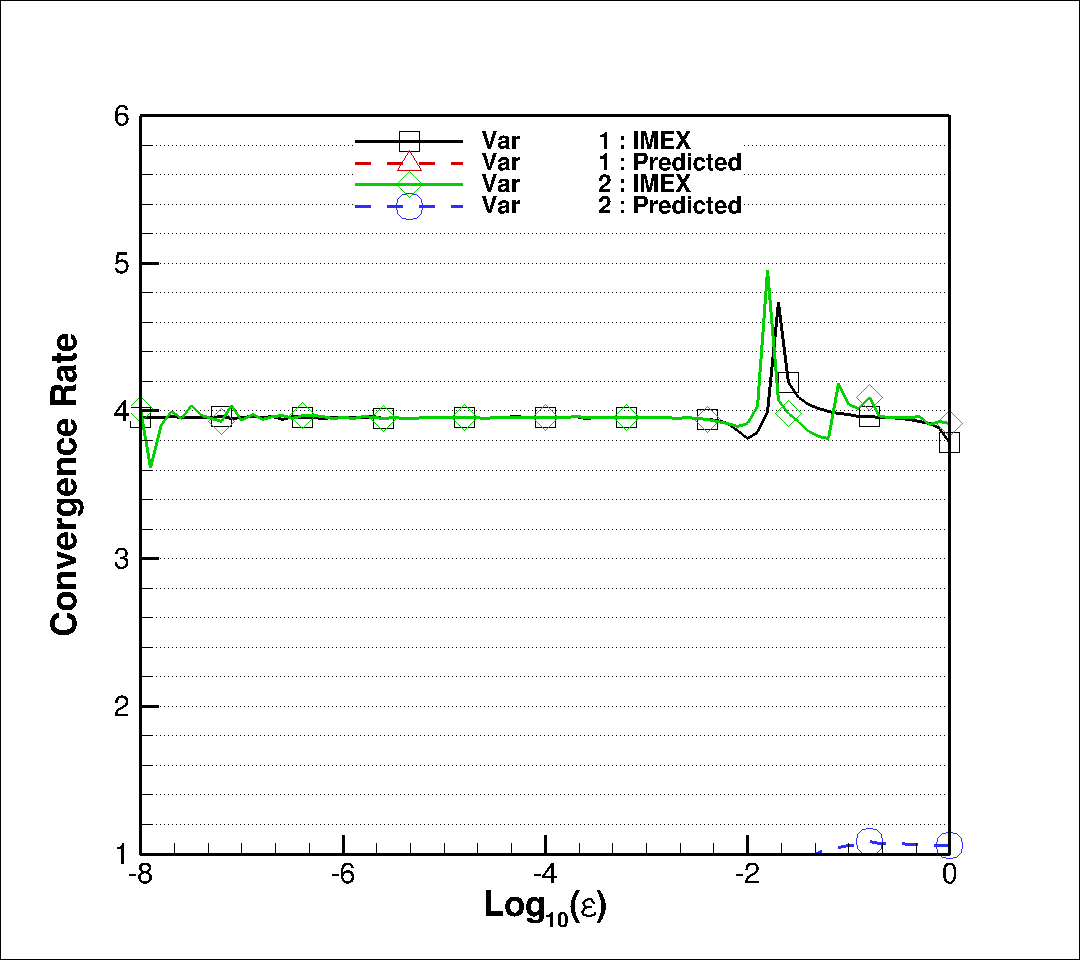 6
5
4
3
2
1
Convergence Rate
Var 1 : IMEX
Var 1 : Predicted
Var 2 : IMEX
Var 2 : Predicted
-8 -6 -4 -2 0
Log10(ε)